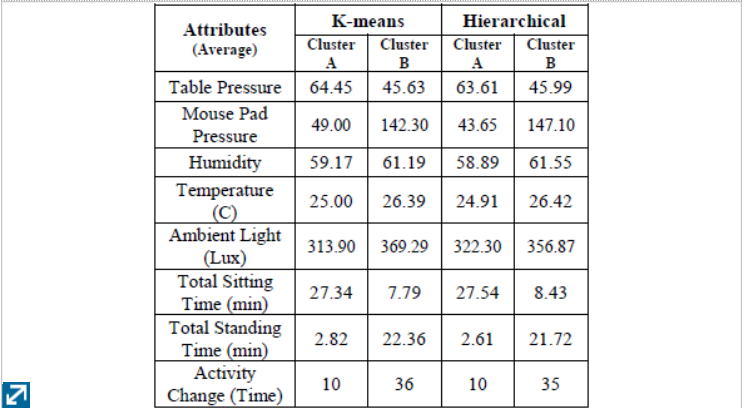 Attributes (Average) K-means Hierarchical
Cluster A Cluster B Cluster A Cluster B
Table Pressure 64.45 45.63 63.61 45.99
Mouse Pad Pressure 49.00 142.30 43.65 147.10
Humidity 59.17 61.19 58.89 61.55
Temperature (C) 25.00 26.39 24.91 26.42
Ambient Light (Lux) 313.90 369.29 322.30 356.87
Total Sitting Time (min) 27.34 7.79 27.54 8.43
Total Standing Time (min) 2.82 22.36 2.61 21.72
Activity Change (Time) 10 36 10 35